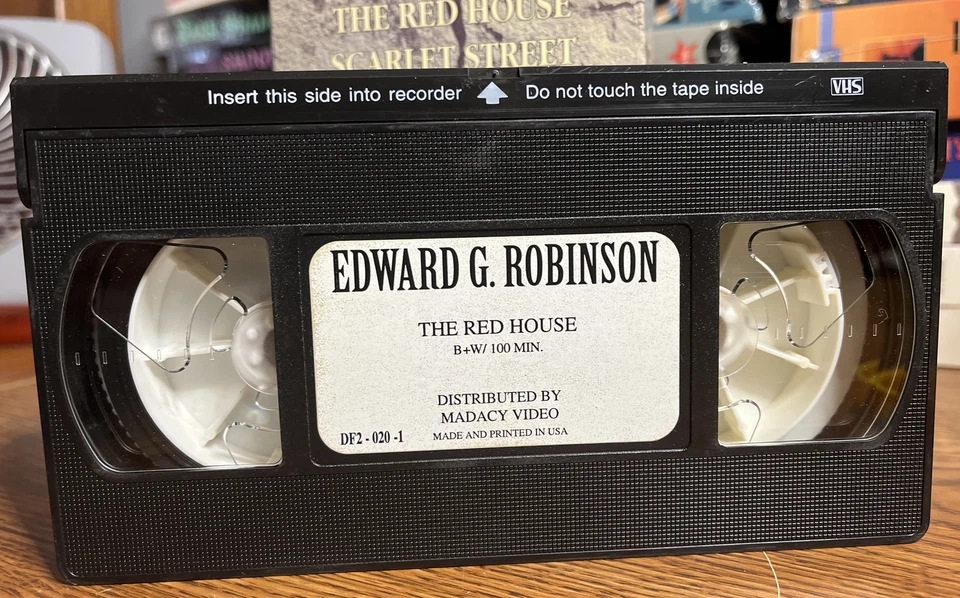 THE RED HOUSE
SCARLET STREET
Insert this side into recorder Do not touch the tape inside VHS
EDWARD G. ROBINSON
THE RED HOUSE
B+W/ 100 MIN.
DISTRIBUTED BY
MADACY VIDEO
DF2 - 020 -1 MADE AND PRINTED IN USA